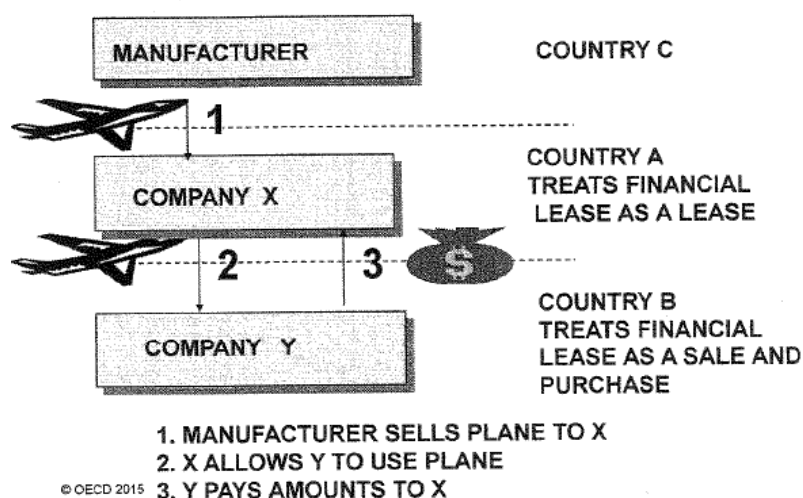 MANUFACTURER
COUNTRY C
1
COMPANY X
COUNTRY A
TREATS FINANCIAL
LEASE AS A LEASE
2
3
$
COMPANY Y
COUNTRY B
TREATS FINANCIAL
LEASE AS A SALE AND
PURCHASE
1. MANUFACTURER SELLS PLANE TO X
2. X ALLOWS Y TO USE PLANE
© OECD 2015 3. Y PAYS AMOUNTS TO X